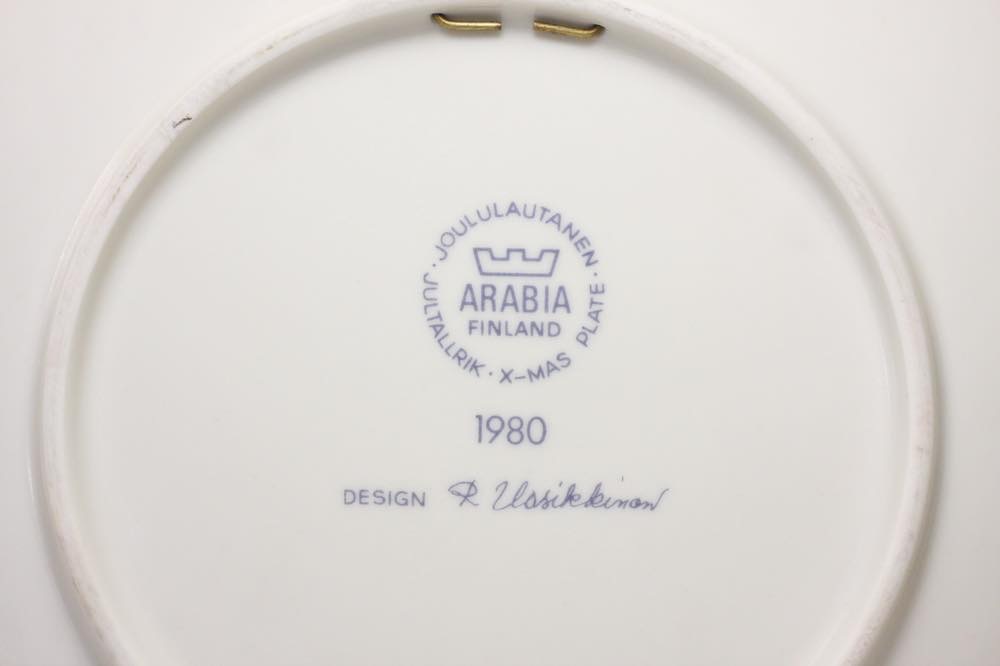 · JOULULAUTANEN · JULTALLRIK · X-MAS PLATE
ARABIA
FINLAND
1980
DESIGN R Uosikkinen